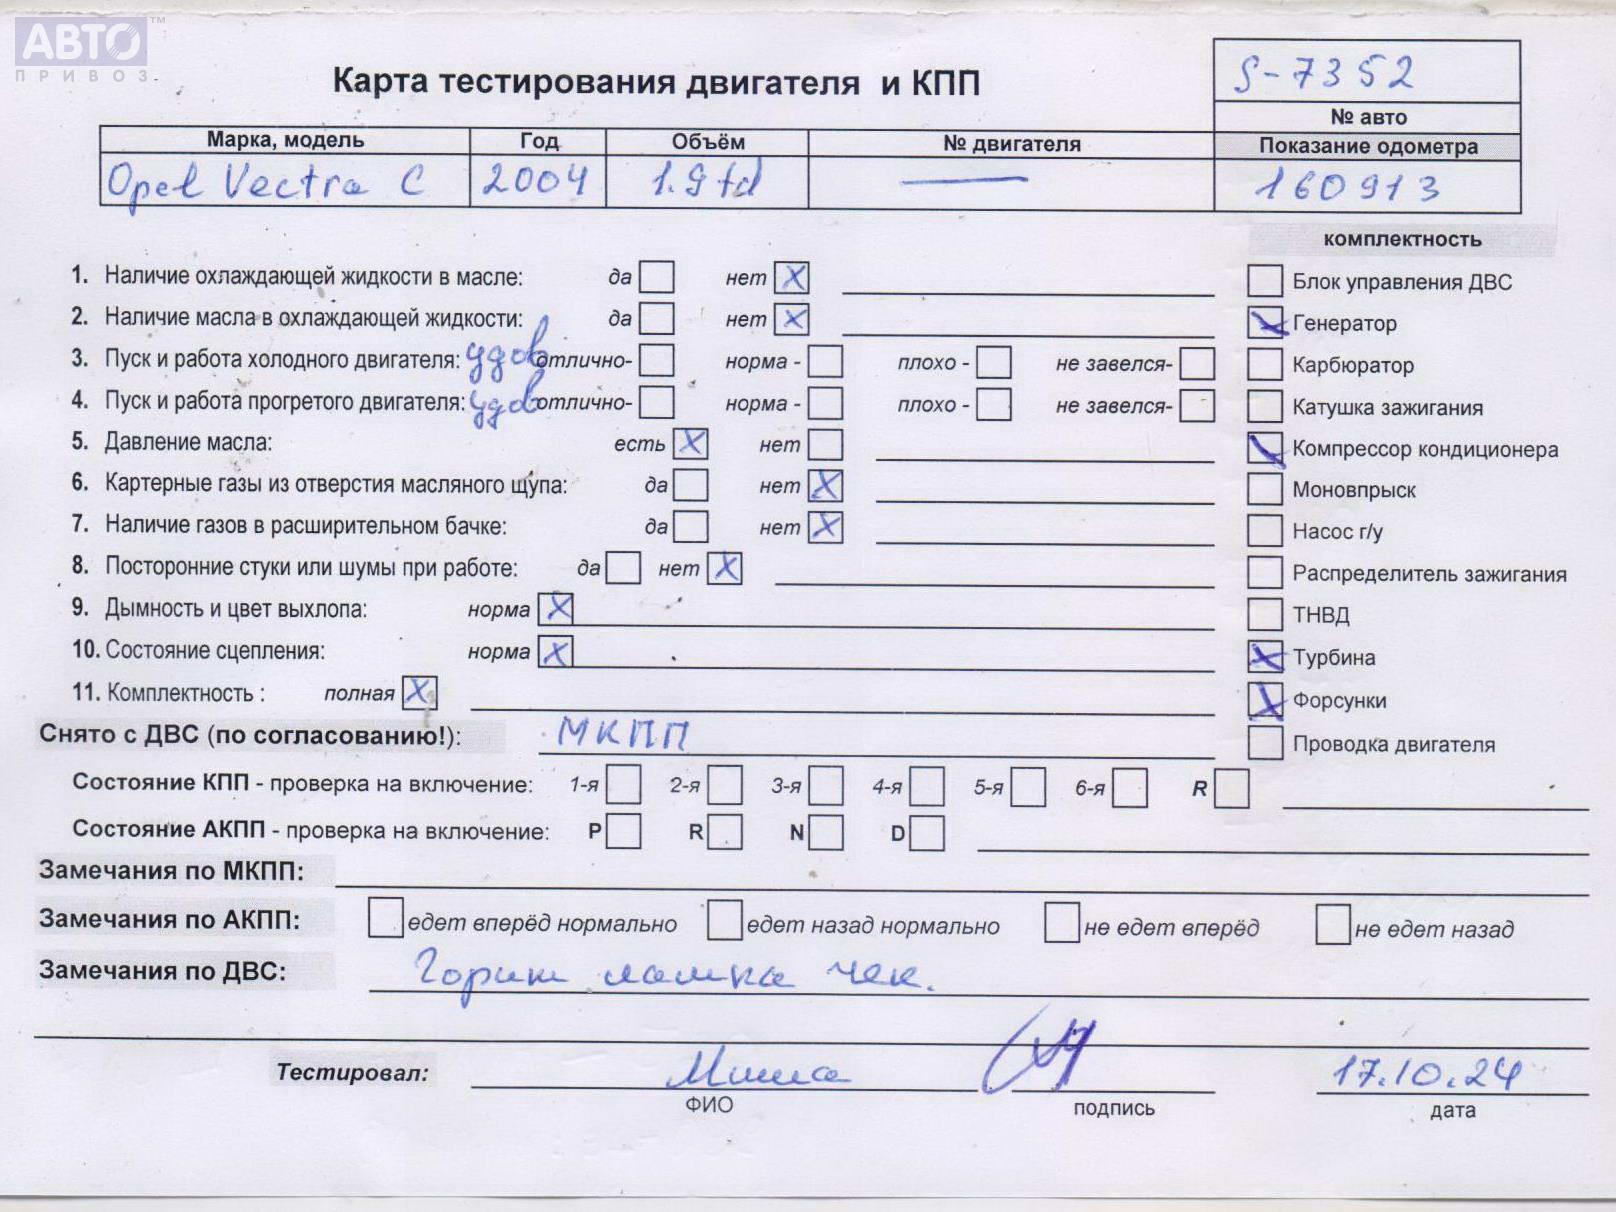 АВТО™
ПРИВОЗ
Карта тестирования двигателя и КПП
S-7352
№ авто
Марка, модель Год Объём № двигателя Показание одометра
Opel Vectra C 2004 1.9 td — 160913
комплектность
1. Наличие охлаждающей жидкости в масле: да нет X
Блок управления ДВС
2. Наличие масла в охлаждающей жидкости: да нет X
Генератор
3. Пуск и работа холодного двигателя: удов отлично- норма - плохо - не завелся-
Карбюратор
4. Пуск и работа прогретого двигателя: удов отлично- норма - плохо - не завелся-
Катушка зажигания
5. Давление масла: есть X нет
Компрессор кондиционера
6. Картерные газы из отверстия масляного щупа: да нет X
Моновпрыск
7. Наличие газов в расширительном бачке: да нет X
Насос г/у
8. Посторонние стуки или шумы при работе: да нет X
Распределитель зажигания
9. Дымность и цвет выхлопа: норма X
ТНВД
10. Состояние сцепления: норма X
Турбина
11. Комплектность : полная X
Форсунки
Снято с ДВС (по согласованию!): МКПП
Проводка двигателя
Состояние КПП - проверка на включение: 1-я 2-я 3-я 4-я 5-я 6-я R
Состояние АКПП - проверка на включение: P R N D
Замечания по МКПП:
Замечания по АКПП: едет вперёд нормально едет назад нормально не едет вперёд не едет назад
Замечания по ДВС: Горит лампа чек.
Тестировал: Миша 17.10.24
ФИО подпись дата